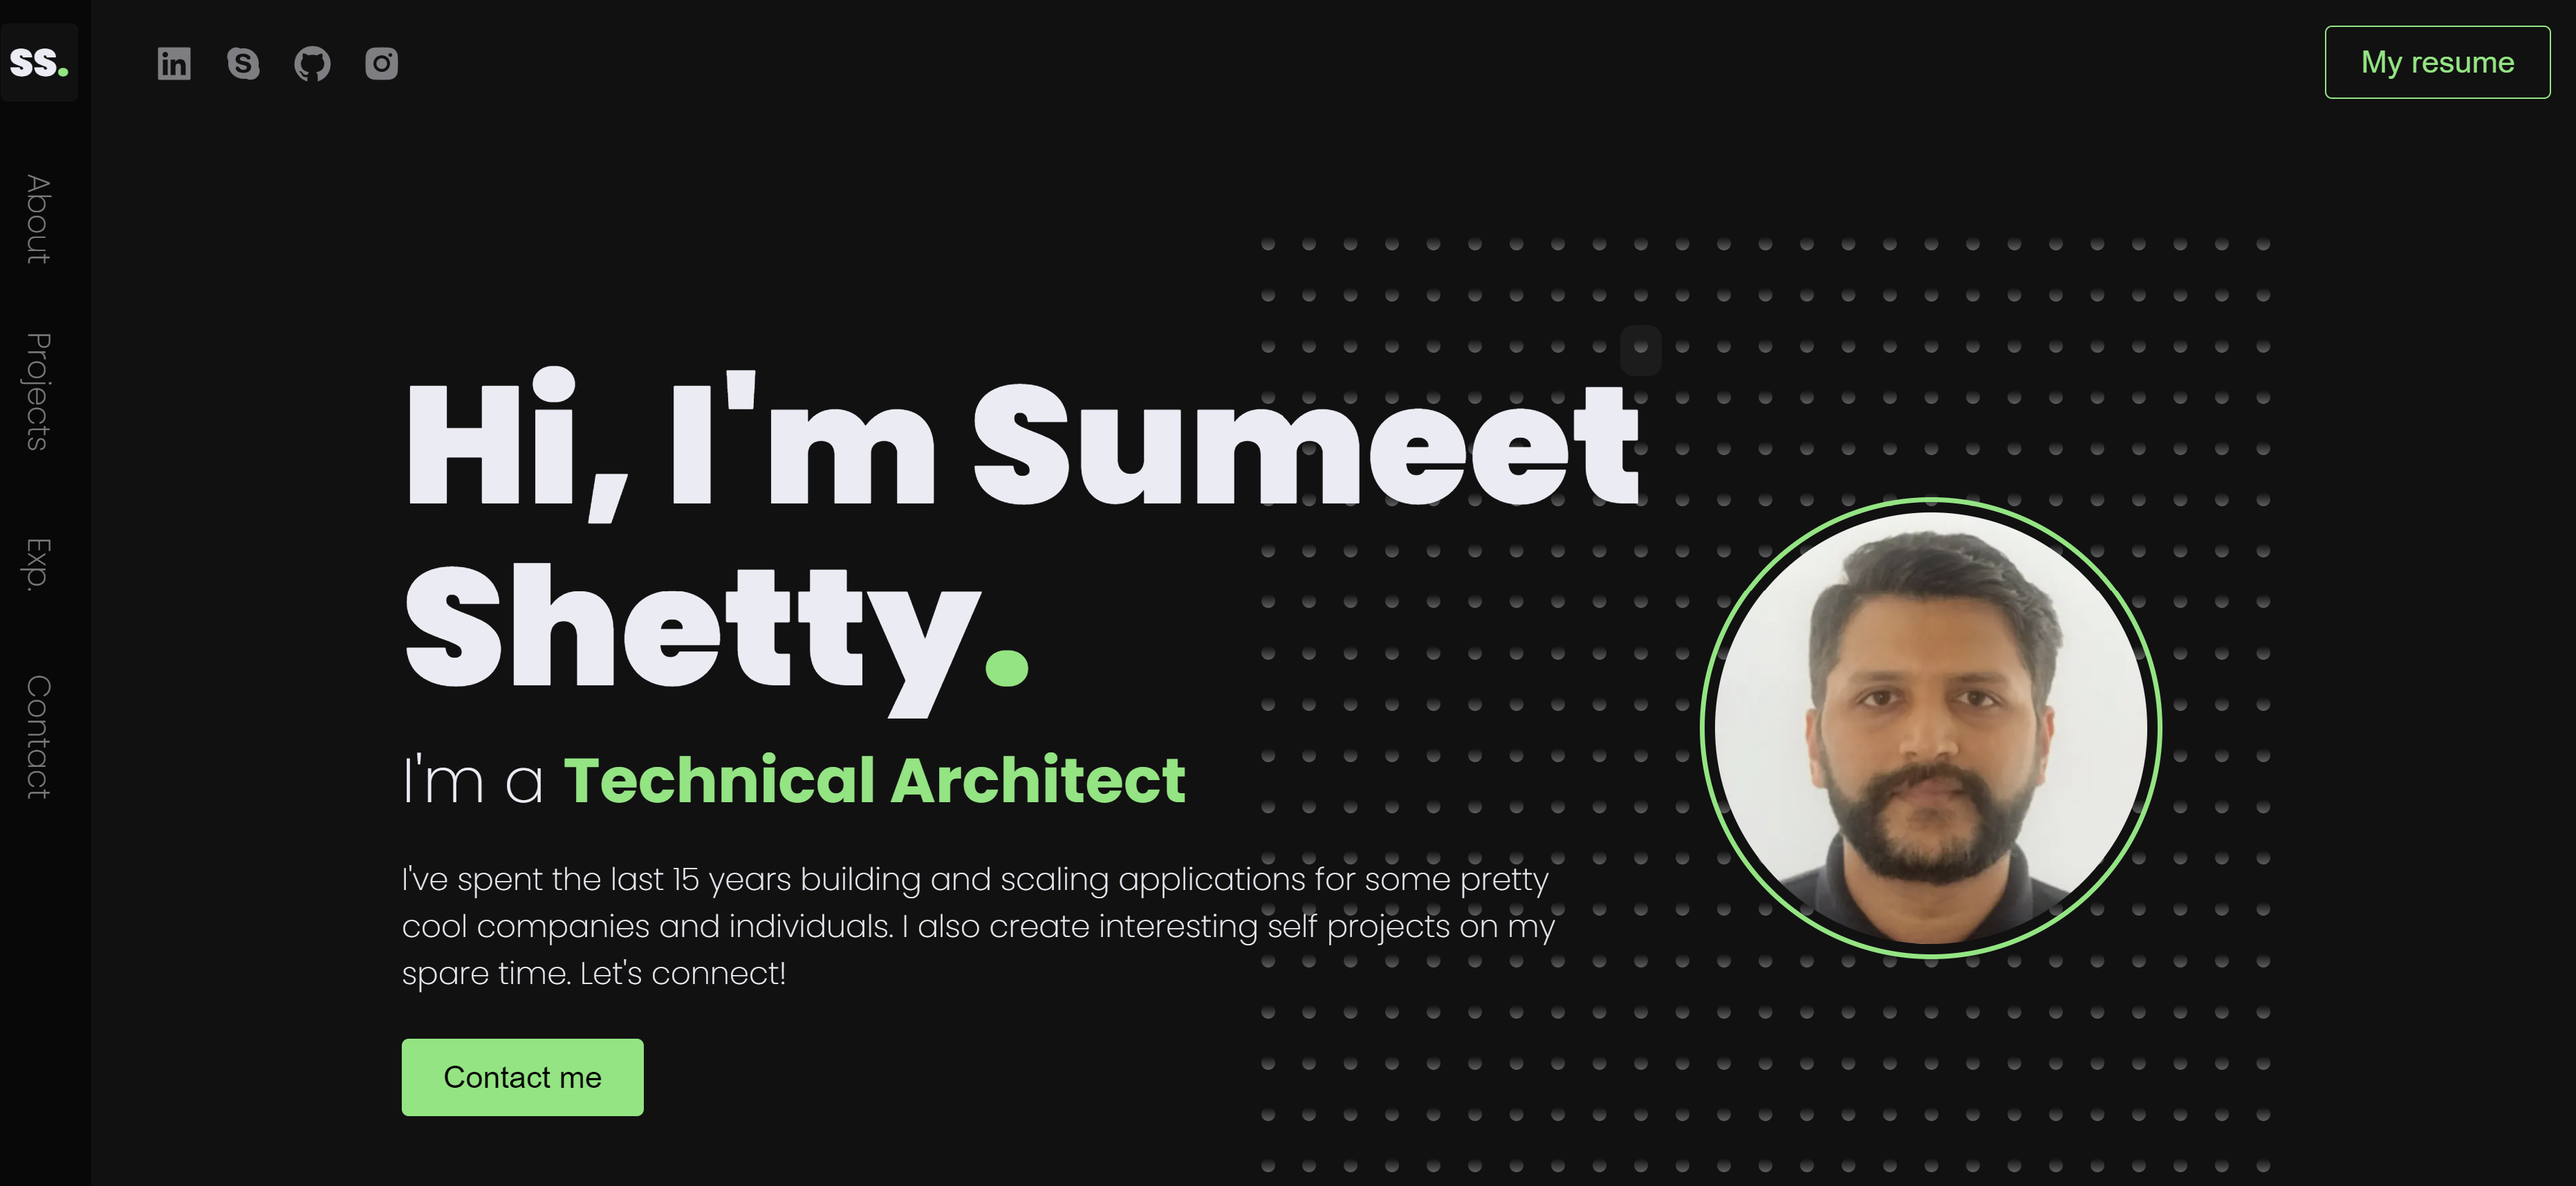 ss.
My resume
About
Projects
Exp.
Contact
Hi, I'm Sumeet
Shetty.
I'm a Technical Architect
I've spent the last 15 years building and scaling applications for some pretty
cool companies and individuals. I also create interesting self projects on my
spare time. Let's connect!
Contact me